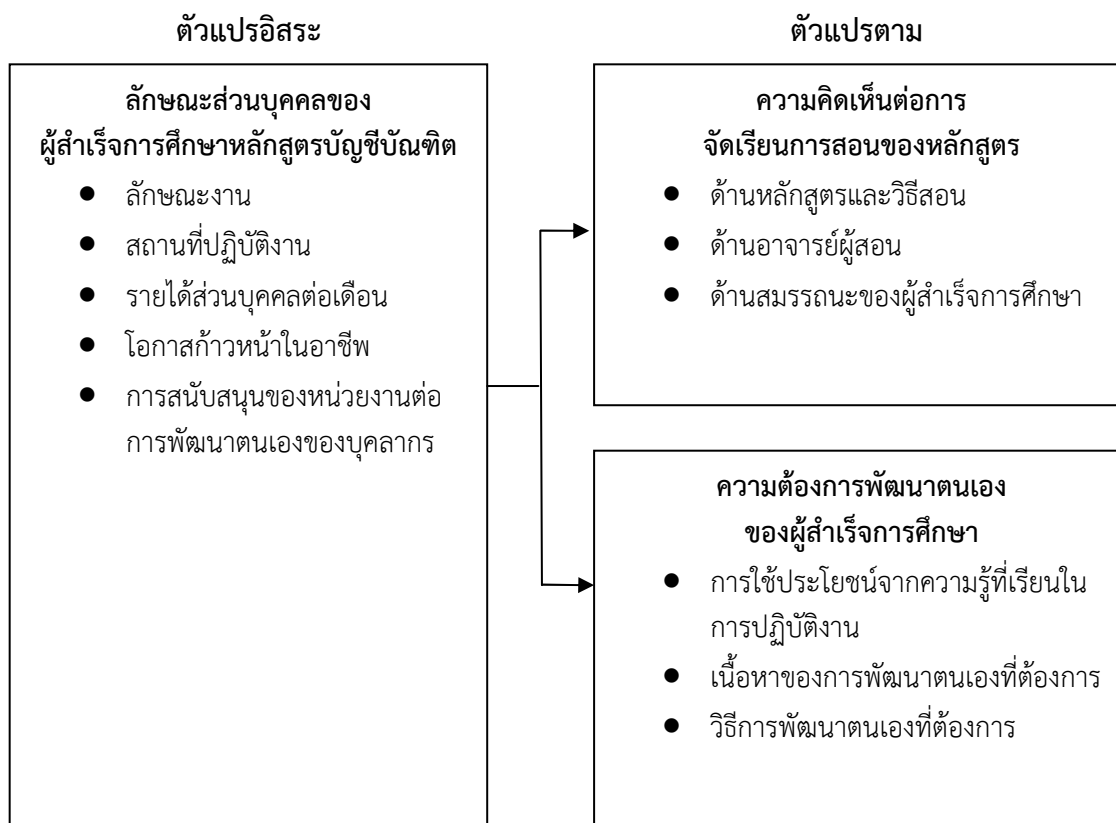 ตัวแปรอิสระ
ลักษณะส่วนบุคคลของ
ผู้สำเร็จการศึกษาหลักสูตรบัญชีบัณฑิต
● ลักษณะงาน
● สถานที่ปฏิบัติงาน
● รายได้ส่วนบุคคลต่อเดือน
● โอกาสก้าวหน้าในอาชีพ
● การสนับสนุนของหน่วยงานต่อ
การพัฒนาตนเองของบุคลากร
ตัวแปรตาม
ความคิดเห็นต่อการ
จัดเรียนการสอนของหลักสูตร
● ด้านหลักสูตรและวิธีสอน
● ด้านอาจารย์ผู้สอน
● ด้านสมรรถนะของผู้สำเร็จการศึกษา
ความต้องการพัฒนาตนเอง
ของผู้สำเร็จการศึกษา
● การใช้ประโยชน์จากความรู้ที่เรียนใน
การปฏิบัติงาน
● เนื้อหาของการพัฒนาตนเองที่ต้องการ
● วิธีการพัฒนาตนเองที่ต้องการ